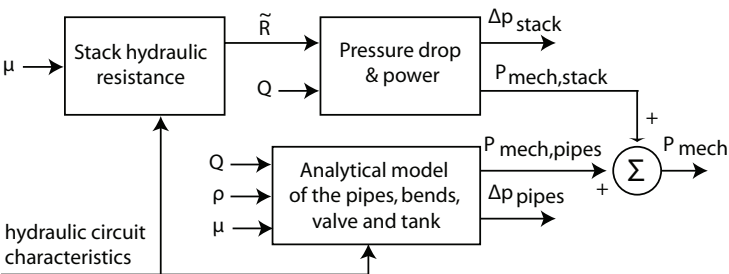 Δp stack
R̃
Stack hydraulic
resistance
Pressure drop
& power
μ
P mech,stack
Q
+
P mech,pipes
P mech
Q
Analytical model
of the pipes, bends,
valve and tank
Σ
ρ
+
Δp pipes
μ
hydraulic circuit
characteristics